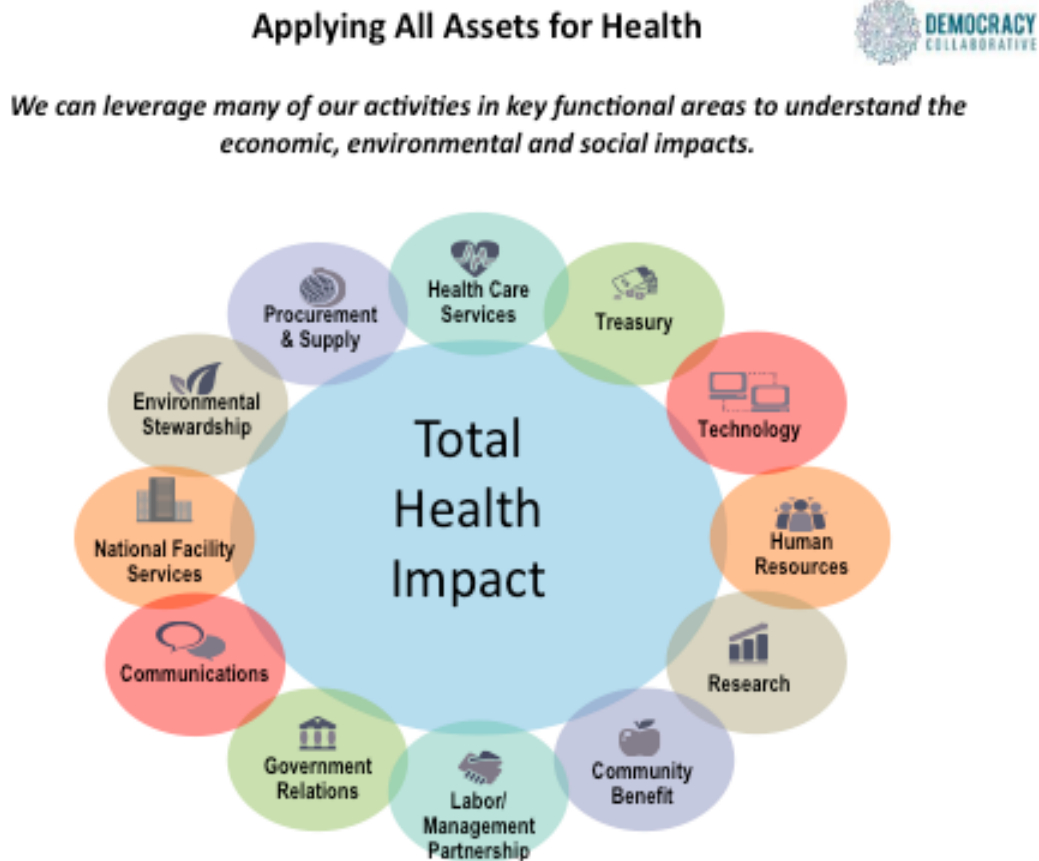 Applying All Assets for Health
DEMOCRACY
COLLABORATIVE
We can leverage many of our activities in key functional areas to understand the
economic, environmental and social impacts.
Health Care
Services
Treasury
Technology
Human
Resources
Research
Community
Benefit
Labor/
Management
Partnership
Government
Relations
Communications
National Facility
Services
Environmental
Stewardship
Procurement
& Supply
Total
Health
Impact